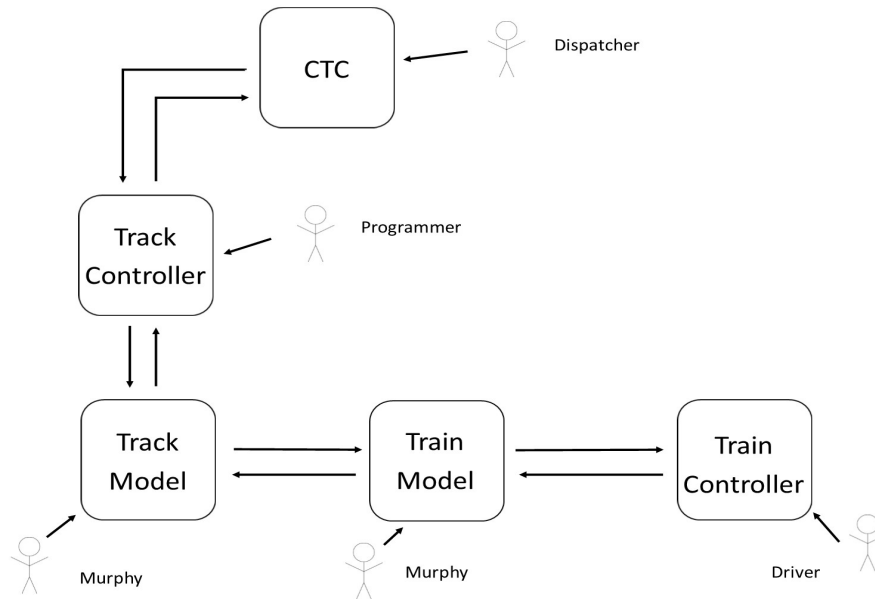 CTC
Dispatcher
Track
Controller
Programmer
Track
Model
Train
Model
Train
Controller
Murphy
Murphy
Driver